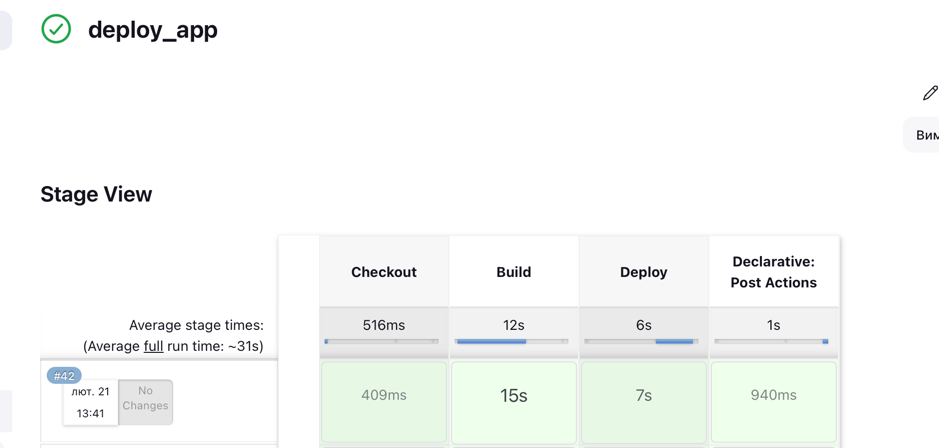 deploy_app
Вим
Stage View
Checkout
Build
Deploy
Declarative:
Post Actions
Average stage times:
(Average full run time: ~31s)
516ms
12s
6s
1s
#42
лют. 21
13:41
No
Changes
409ms
15s
7s
940ms